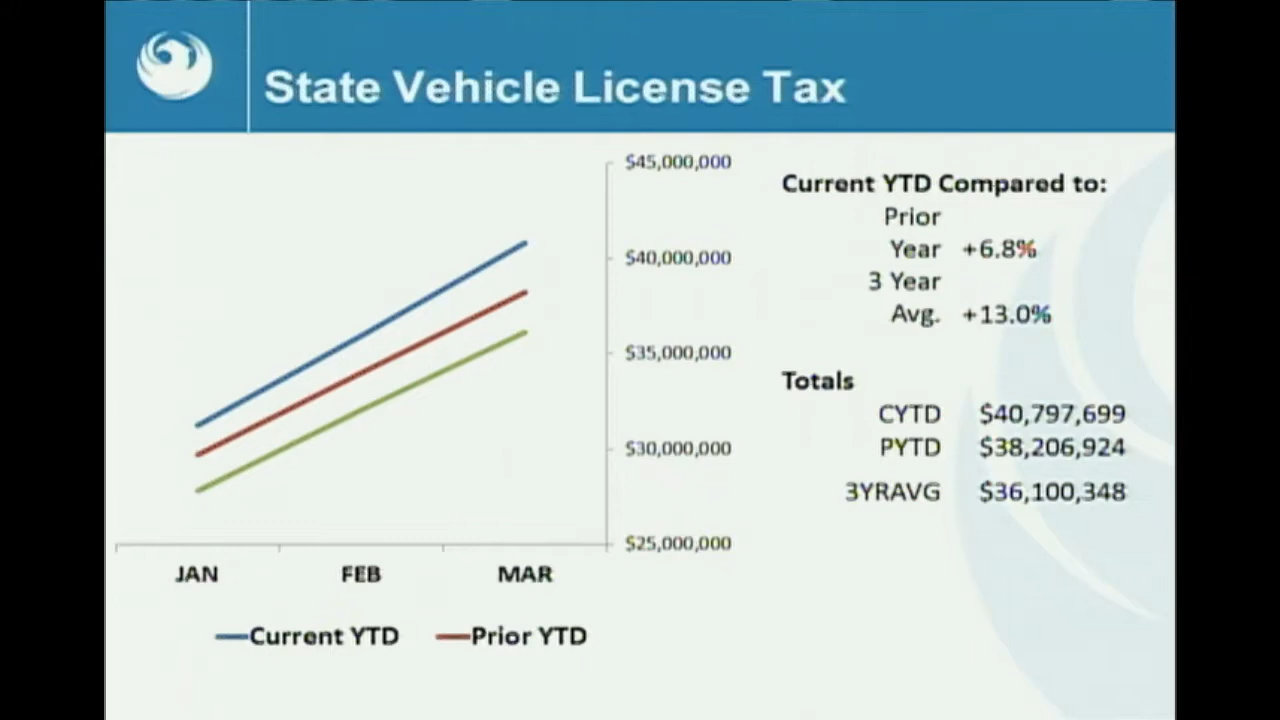 State Vehicle License Tax
$45,000,000
$40,000,000
$35,000,000
$30,000,000
$25,000,000
JAN FEB MAR
Current YTD Prior YTD
Current YTD Compared to:
Prior
Year +6.8%
3 Year
Avg. +13.0%
Totals
CYTD $40,797,699
PYTD $38,206,924
3YRAVG $36,100,348